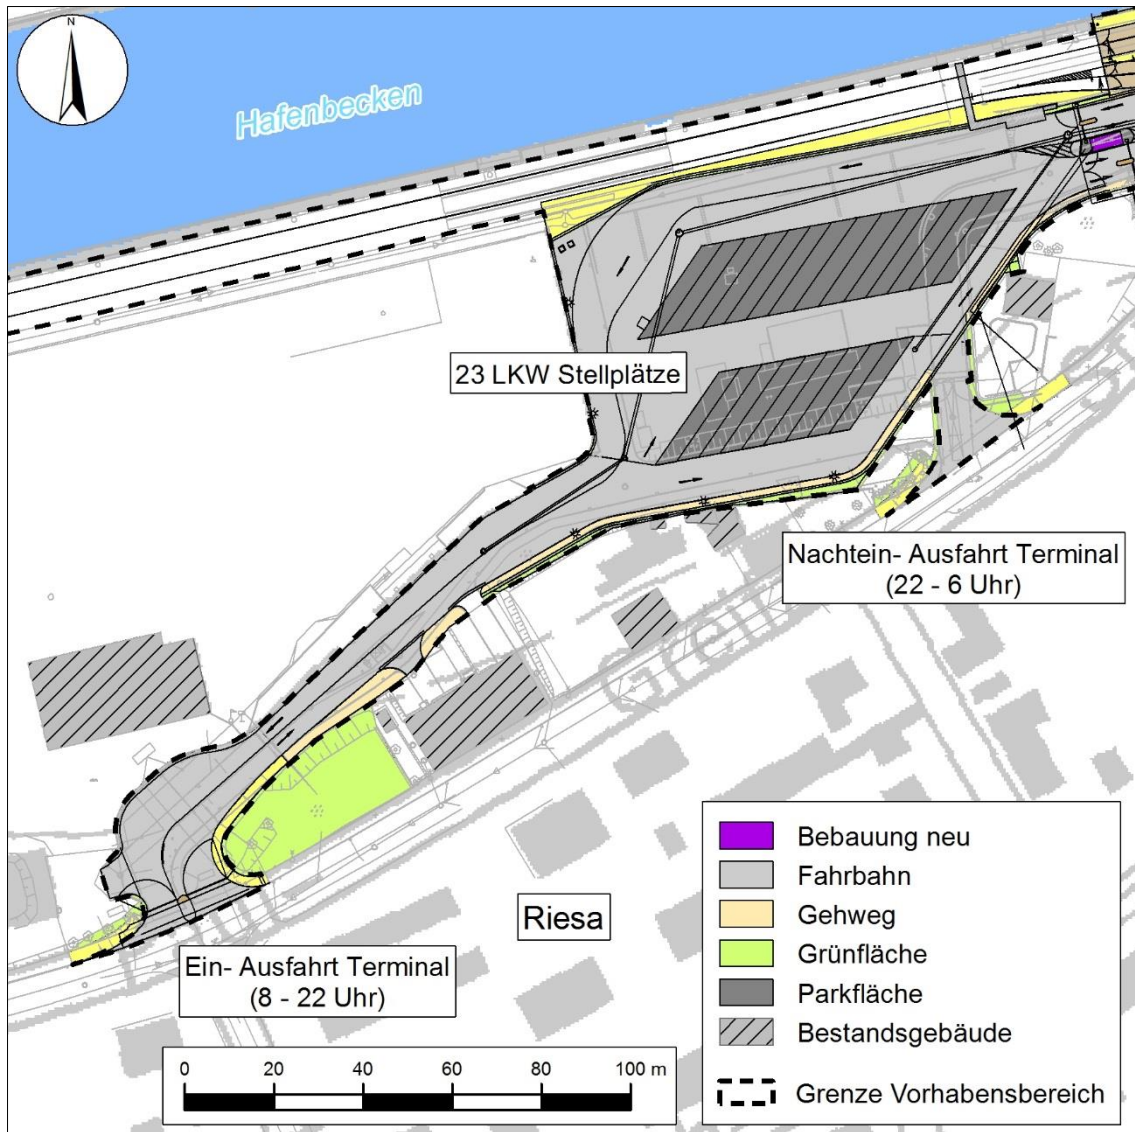 N
Hafenbecken
23 LKW Stellplätze
Nachtein- Ausfahrt Terminal
(22 - 6 Uhr)
Riesa
Ein- Ausfahrt Terminal
(8 - 22 Uhr)
0 20 40 60 80 100 m
Bebauung neu
Fahrbahn
Gehweg
Grünfläche
Parkfläche
Bestandsgebäude
Grenze Vorhabensbereich